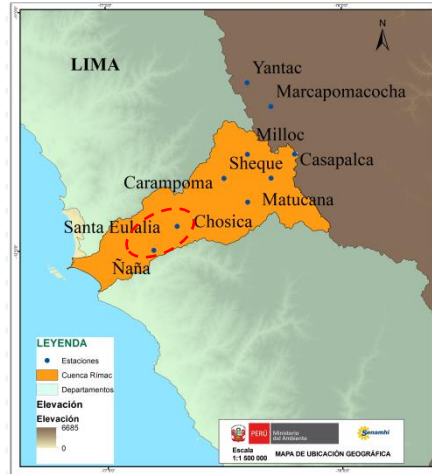 N
LIMA
Yantac
Marcapomacocha
Milloc
Sheque
Casapalca
Carampoma
Matucana
Santa Eulalia
Chosica
Ñaña
LEYENDA
Estaciones
Cuenca Rímac
Departamentos
Elevación
Elevación
6685
0
PERÚ
Ministerio
del Ambiente
Senamhi
Escala
1:1 500 000
MAPA DE UBICACIÓN GEOGRÁFICA